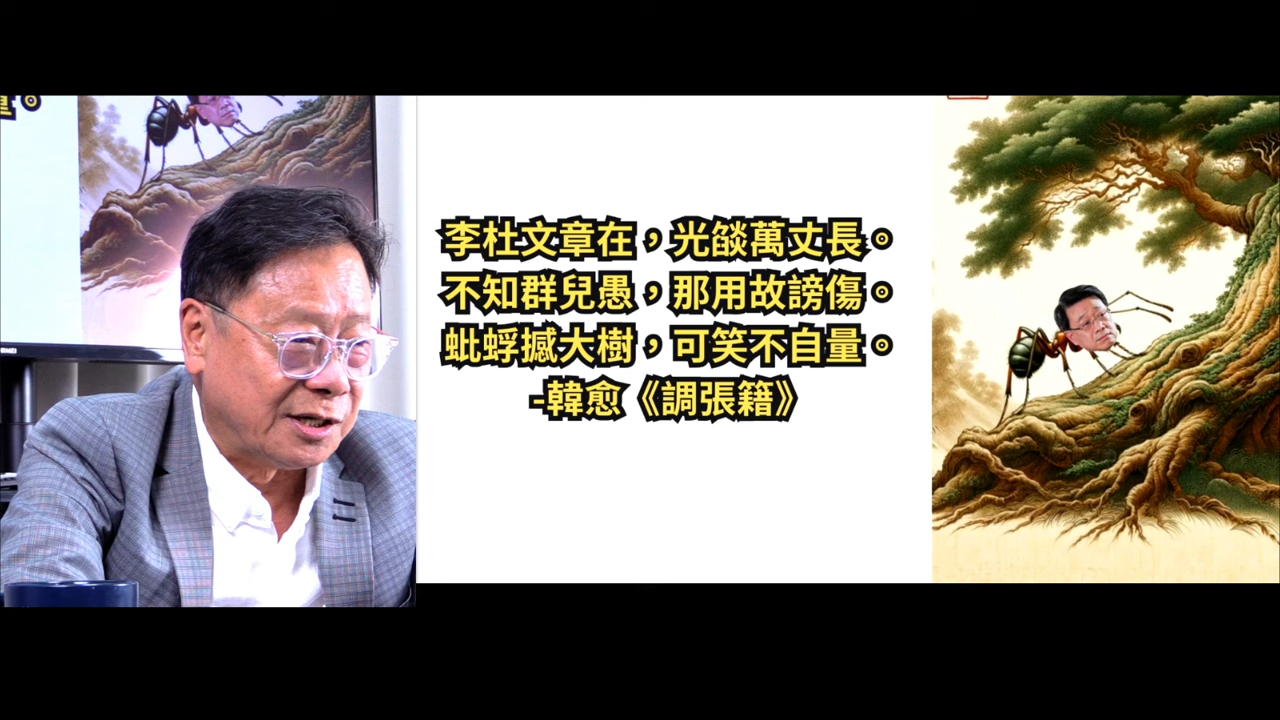 量。
李杜文章在，光燄萬丈長。
不知群兒愚，那用故謗傷。
蚍蜉撼大樹，可笑不自量。
-韓愈《調張籍》